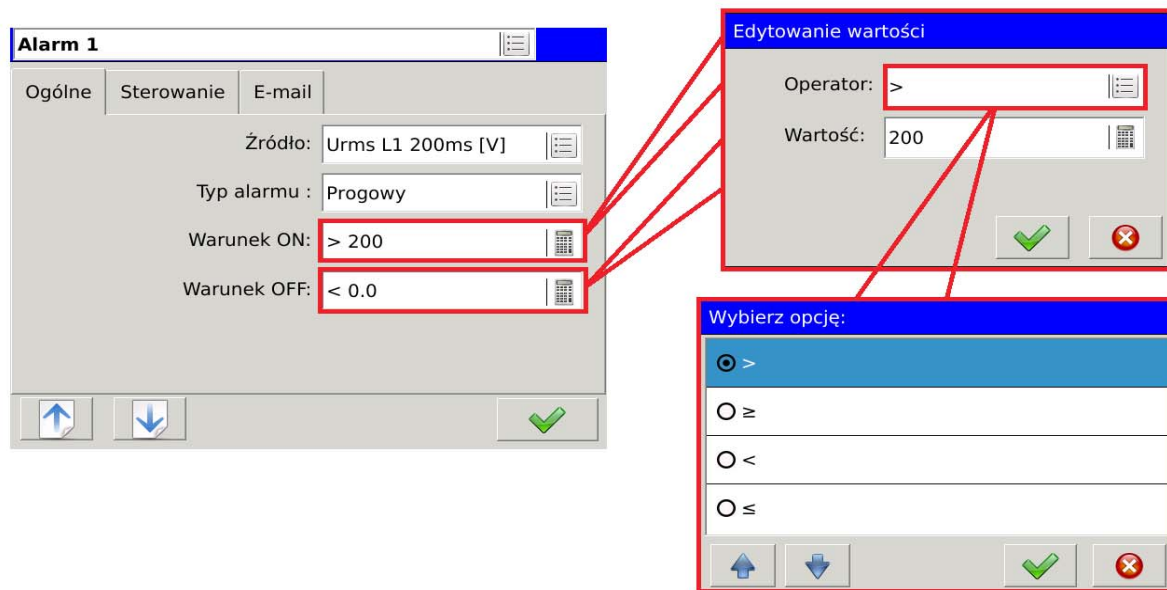 Alarm 1
Ogólne Sterowanie E-mail
Źródło: Urms L1 200ms [V]
Typ alarmu : Progowy
Warunek ON: > 200
Warunek OFF: < 0.0
Edytowanie wartości
Operator: >
Wartość: 200
Wybierz opcję:
>
≥
<
≤